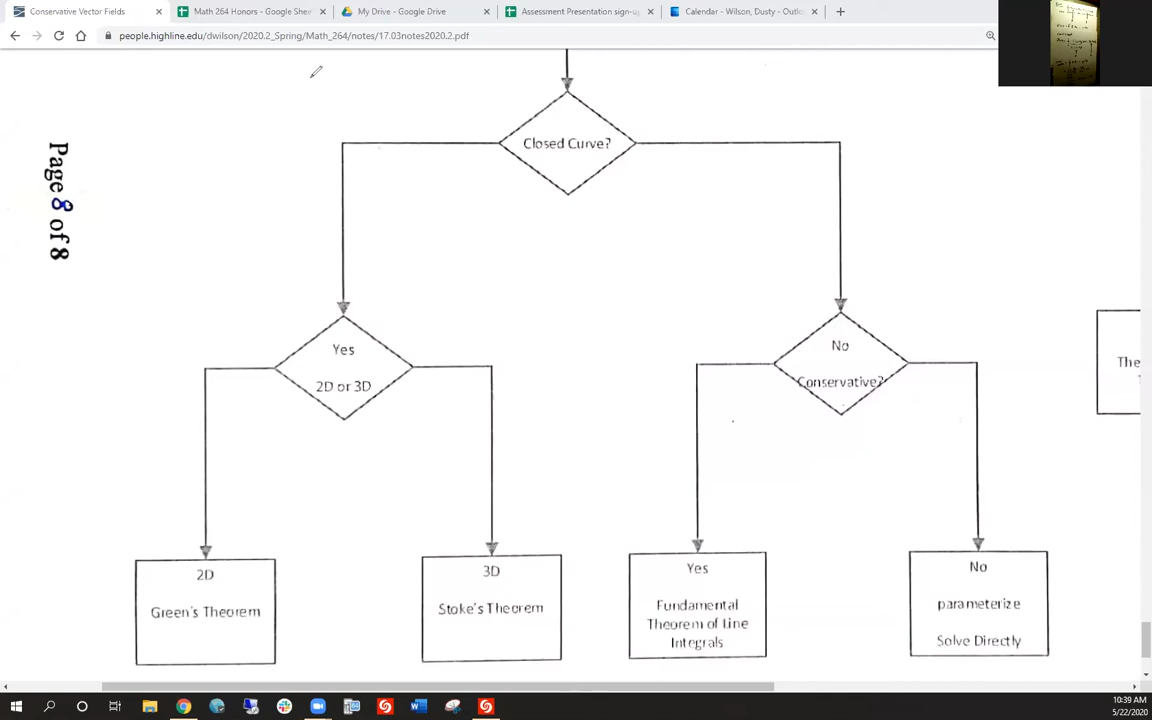 Conservative Vector Fields
Math 264 Honors - Google She
My Drive - Google Drive
Assessment Presentation sign-u
Calendar - Wilson, Dusty - Outlo
people.highline.edu/dwilson/2020.2_Spring/Math_264/notes/17.03notes2020.2.pdf
Page 8 of 8
Closed Curve?
Yes
2D or 3D
No
Conservative?
The
2D
Green's Theorem
3D
Stoke's Theorem
Yes
Fundamental
Theorem of Line
Integrals
No
parameterize
Solve Directly
10:39 AM
5/22/2020